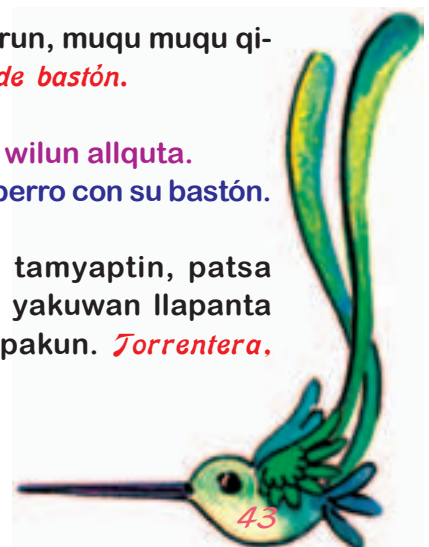 run, muqu muqu qi-
de bastón.
wilun allquta.
perro con su bastón.
tamyaptin, patsa
yakuwan llapanta
pakun. Torrentera,
43